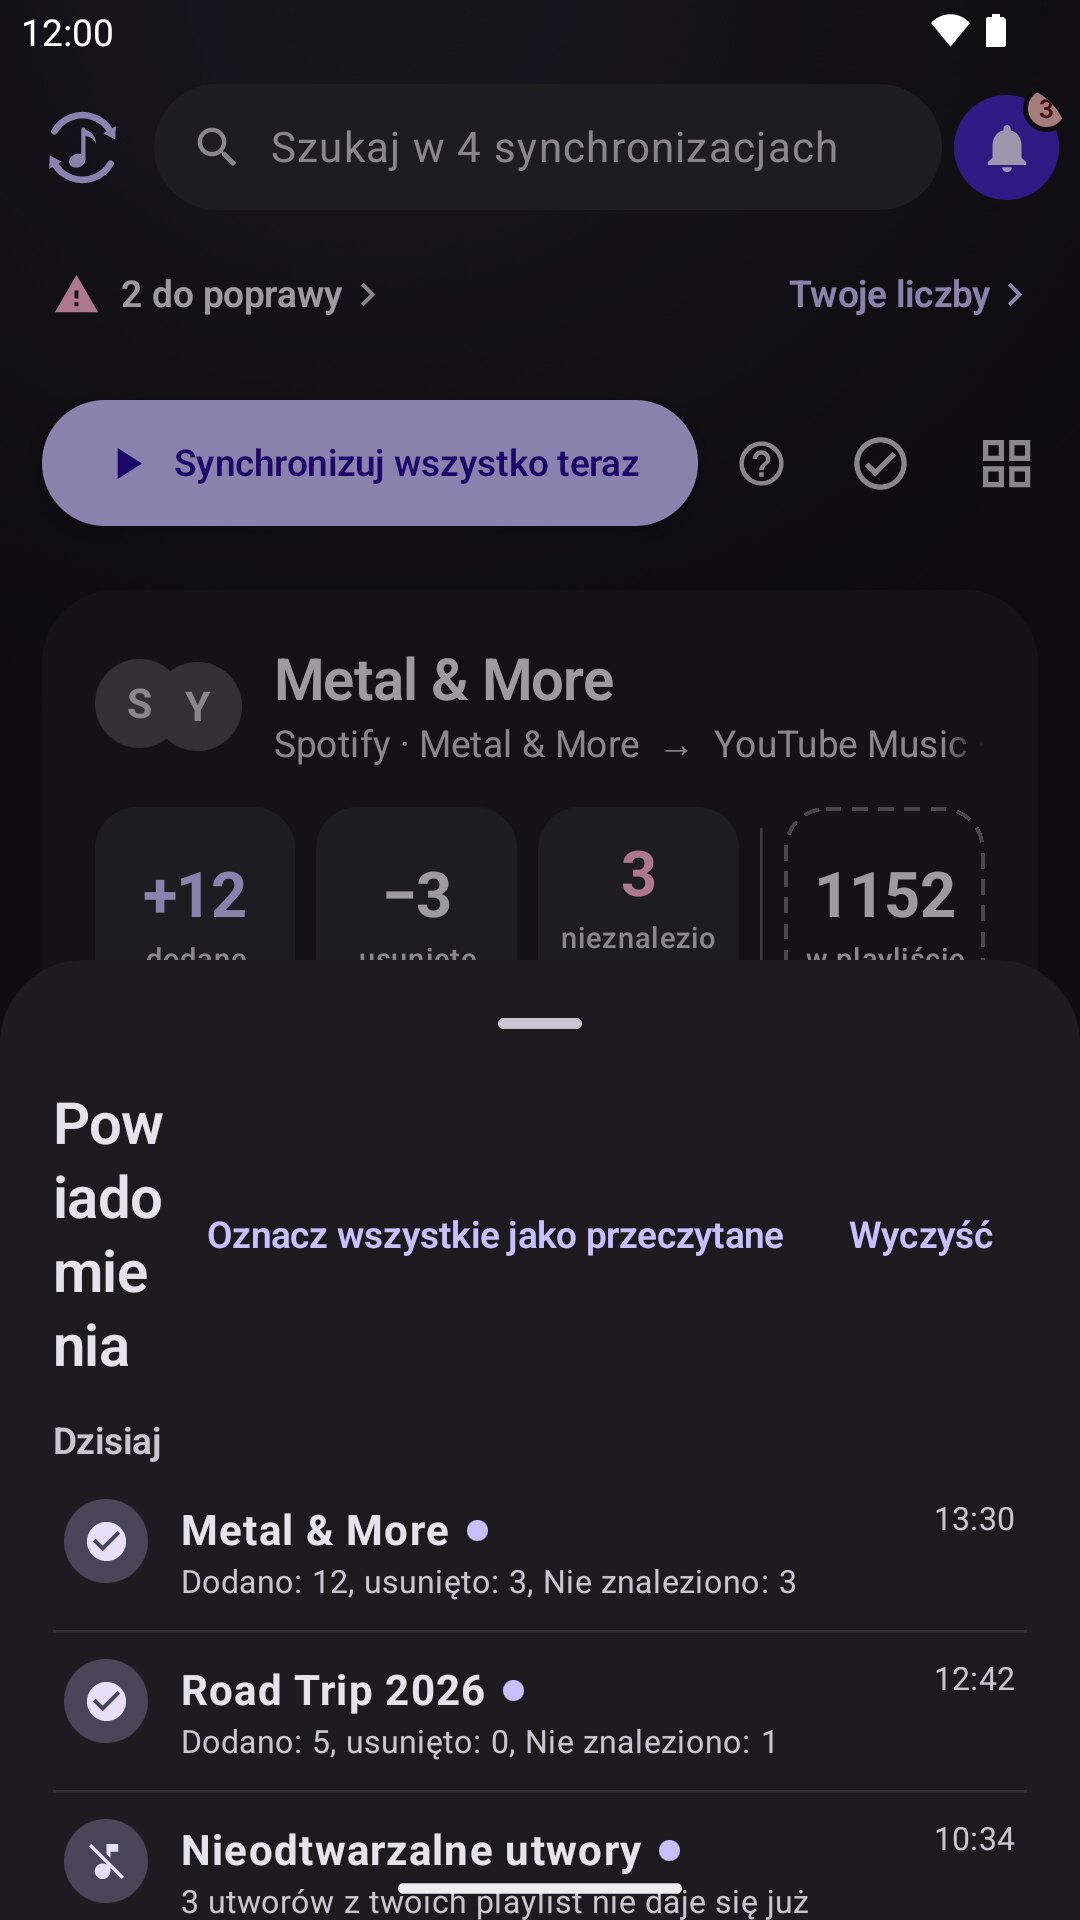 12:00
Szukaj w 4 synchronizacjach
3
2 do poprawy
Twoje liczby
Synchronizuj wszystko teraz
S Y
Metal & More
Spotify · Metal & More → YouTube Music
+12
−3
3
1152
dodane
usunięte
nieznalezio
w playliście
Pow
iado
mie
nia
Oznacz wszystkie jako przeczytane
Wyczyść
Dzisiaj
Metal & More
13:30
Dodano: 12, usunięto: 3, Nie znaleziono: 3
Road Trip 2026
12:42
Dodano: 5, usunięto: 0, Nie znaleziono: 1
Nieodtwarzalne utwory
10:34
3 utworów z twoich playlist nie daje się już